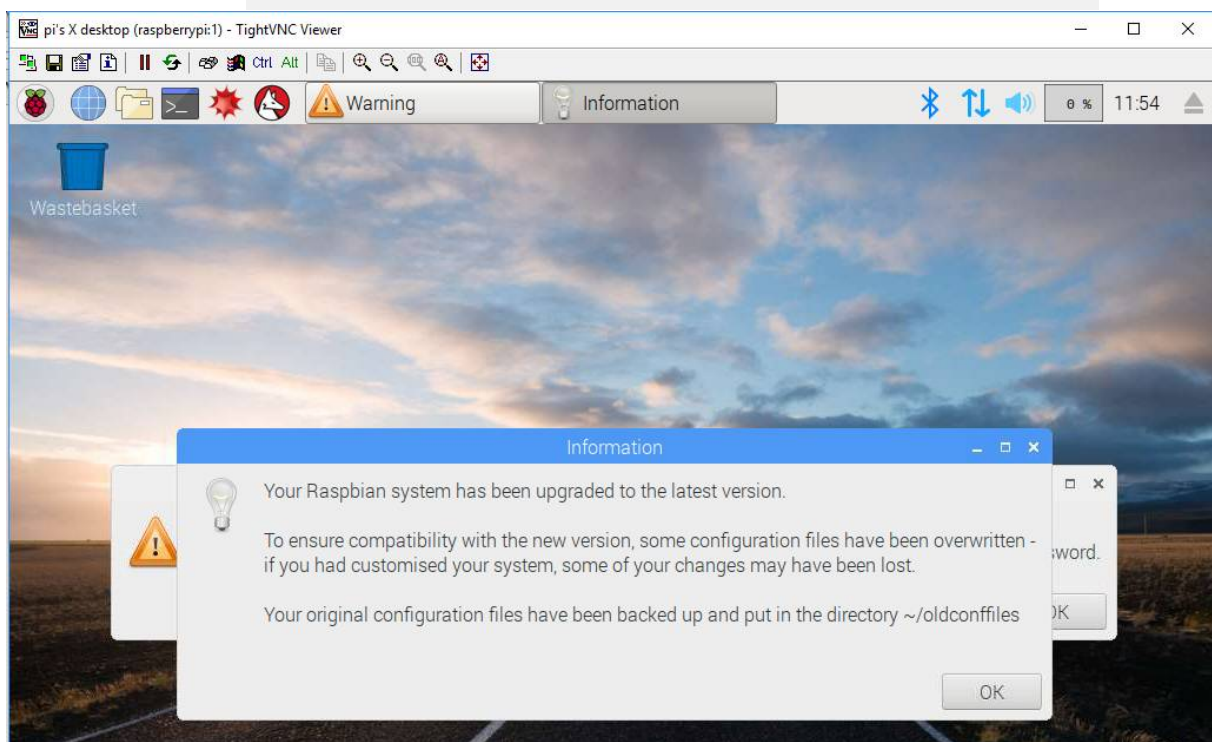 pi's X desktop (raspberrypi:1) - TightVNC Viewer
Ctrl Alt
Warning
Information
0 %
11:54
Wastebasket
Information
Your Raspbian system has been upgraded to the latest version.
To ensure compatibility with the new version, some configuration files have been overwritten -
if you had customised your system, some of your changes may have been lost.
Your original configuration files have been backed up and put in the directory ~/oldconffiles
OK